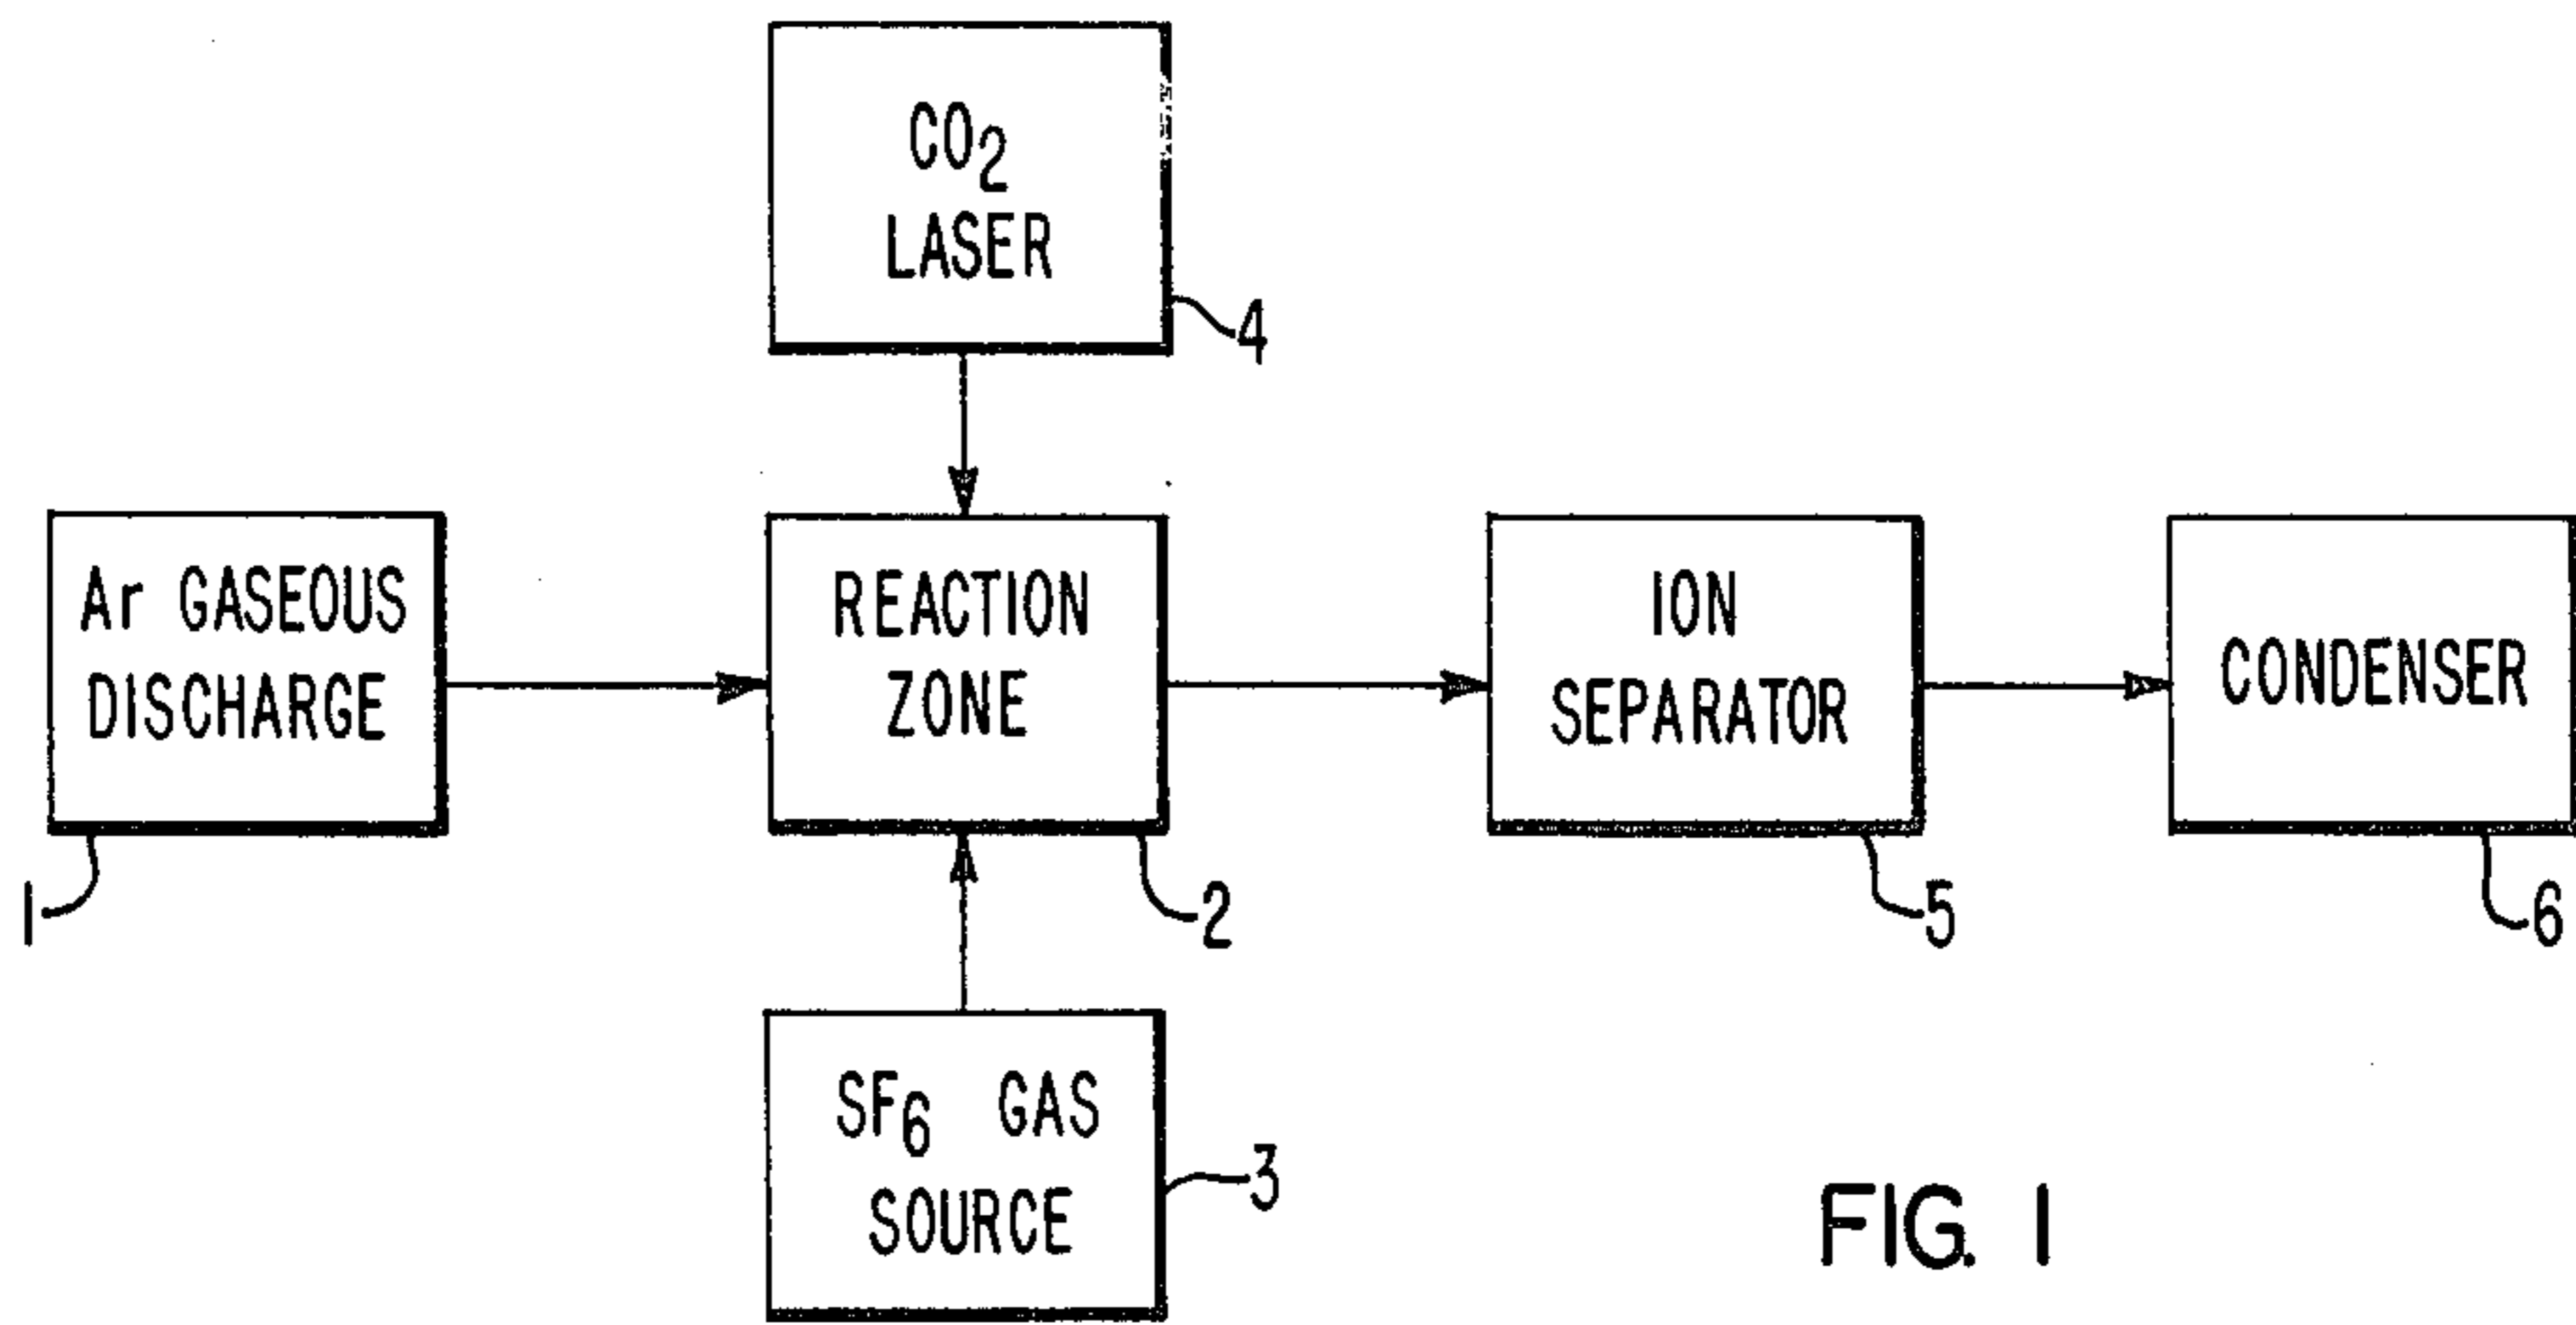 CO2
LASER
4
Ar GASEOUS
DISCHARGE
1
REACTION
ZONE
2
ION
SEPARATOR
5
CONDENSER
6
SF6 GAS
SOURCE
3
FIG. 1